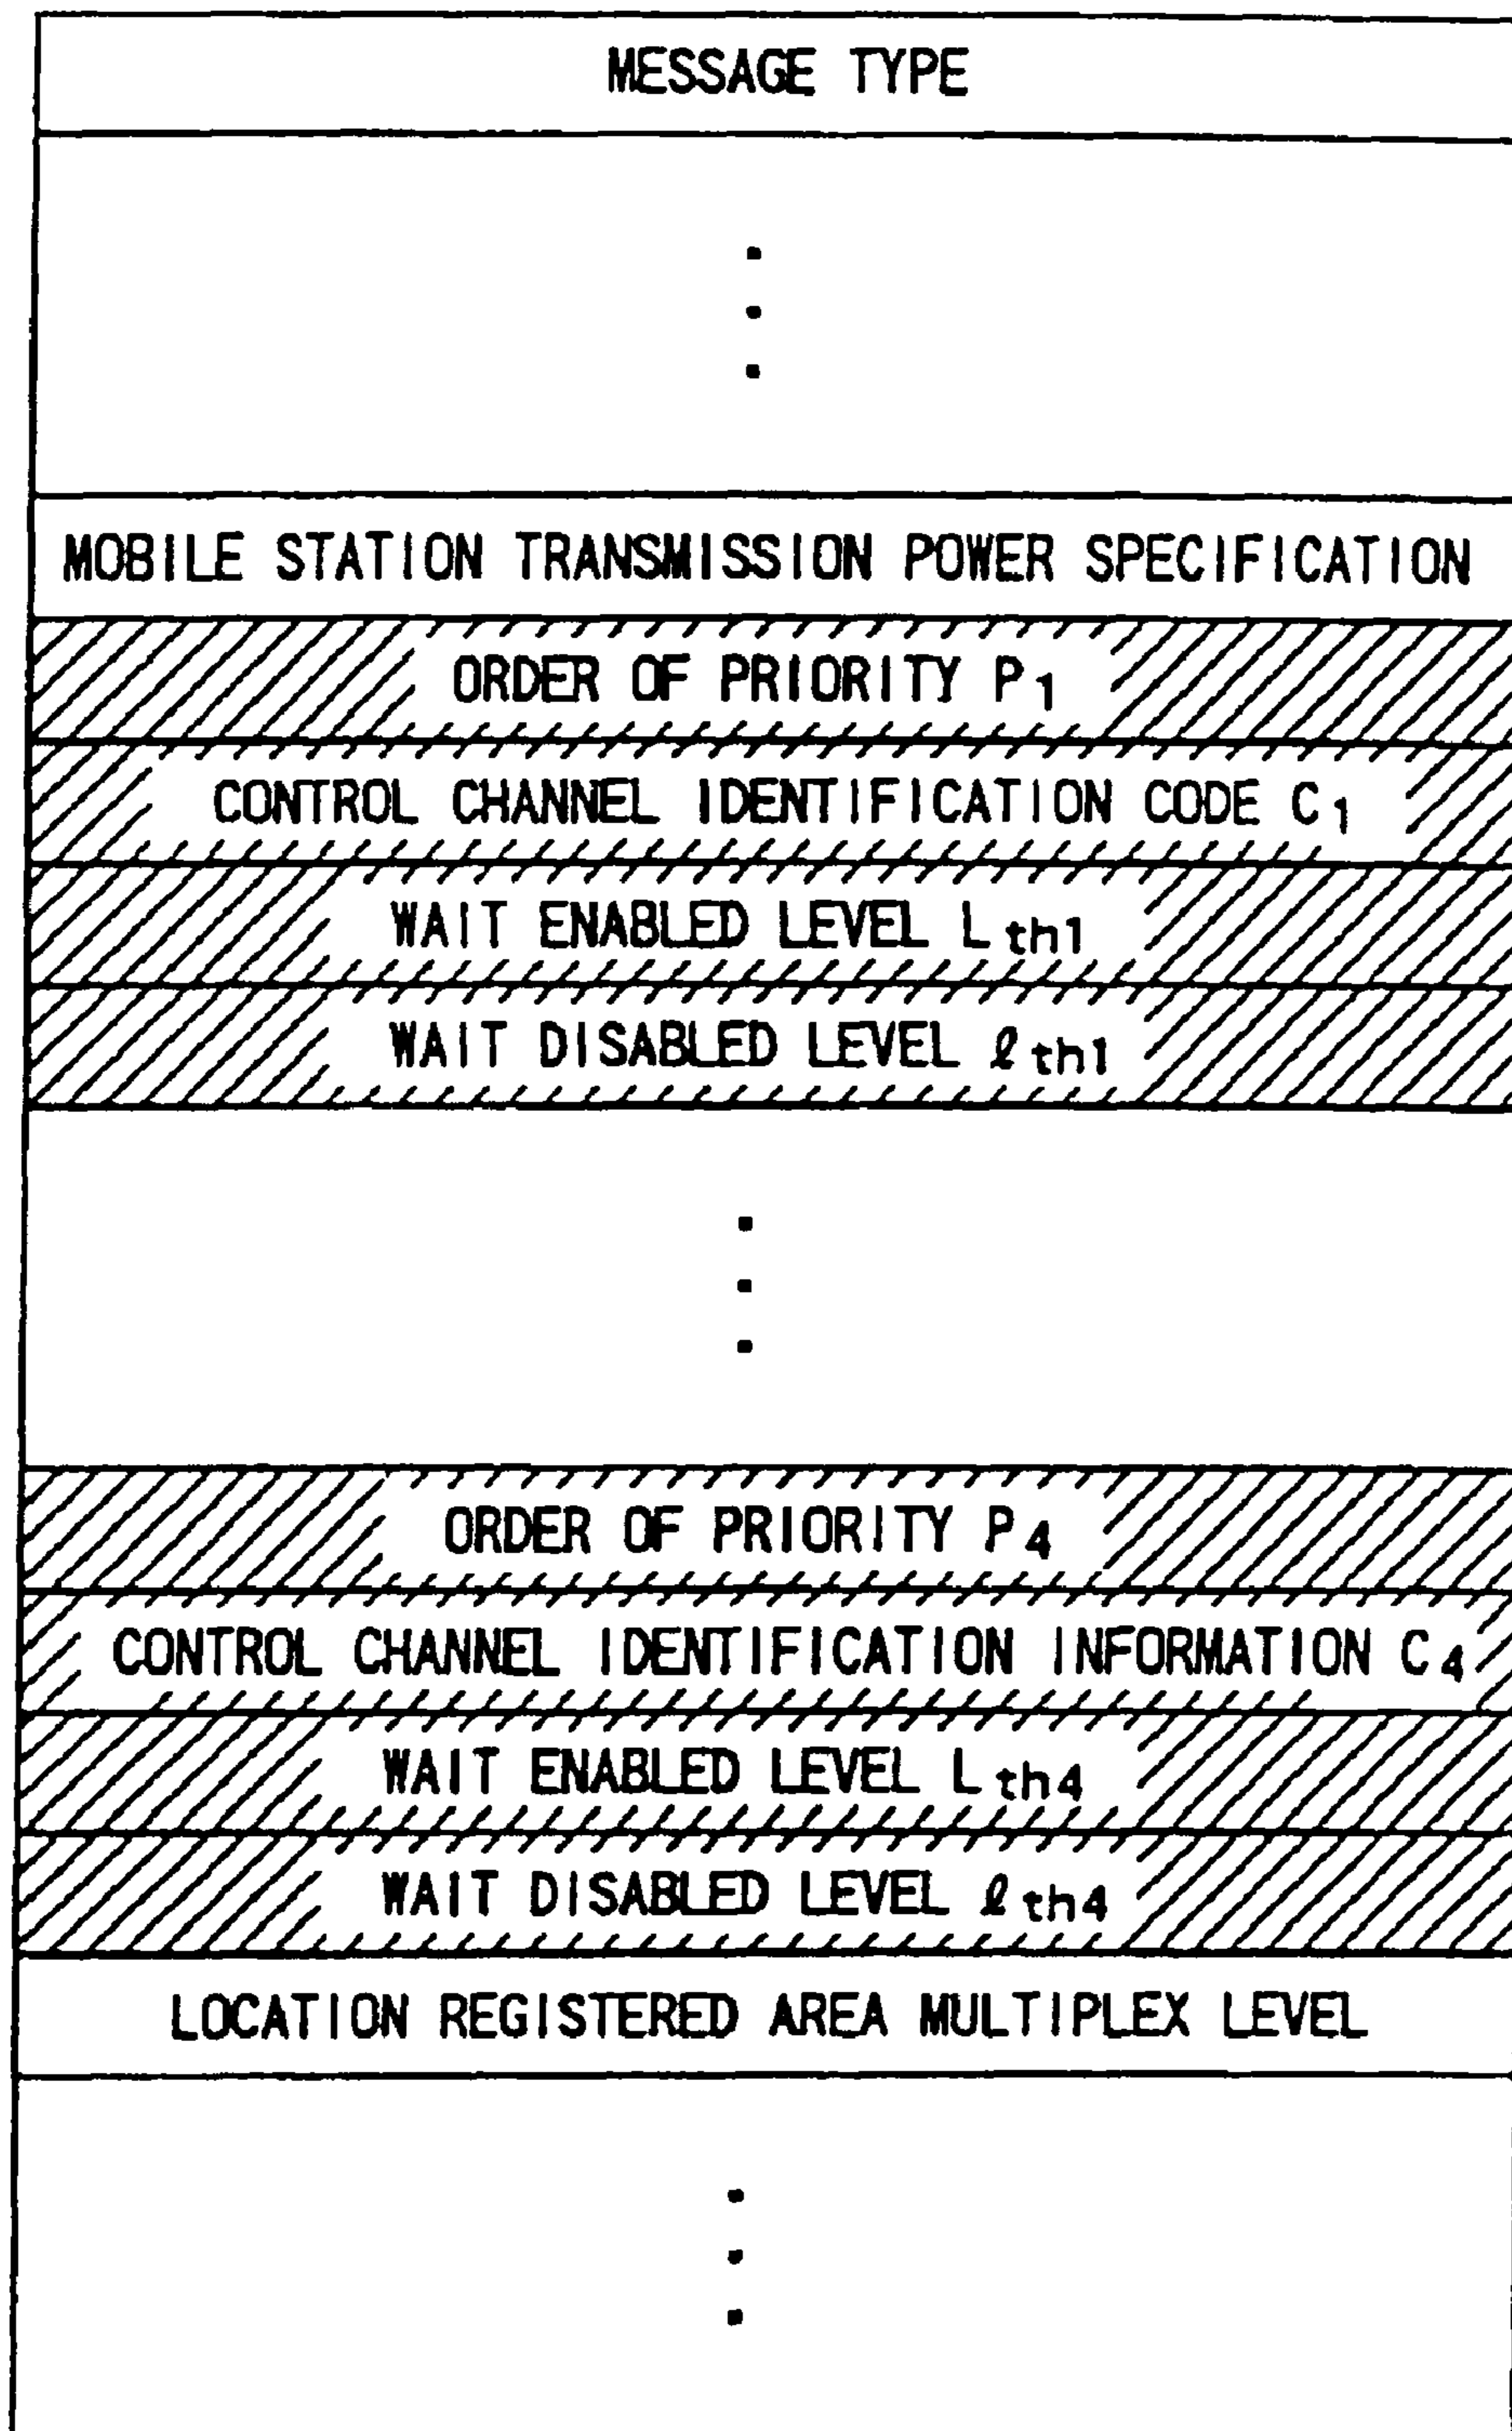 MESSAGE TYPE
MOBILE STATION TRANSMISSION POWER SPECIFICATION
ORDER OF PRIORITY P1
CONTROL CHANNEL IDENTIFICATION CODE C1
WAIT ENABLED LEVEL Lth1
WAIT DISABLED LEVEL ℓth1
ORDER OF PRIORITY P4
CONTROL CHANNEL IDENTIFICATION INFORMATION C4
WAIT ENABLED LEVEL Lth4
WAIT DISABLED LEVEL ℓth4
LOCATION REGISTERED AREA MULTIPLEX LEVEL